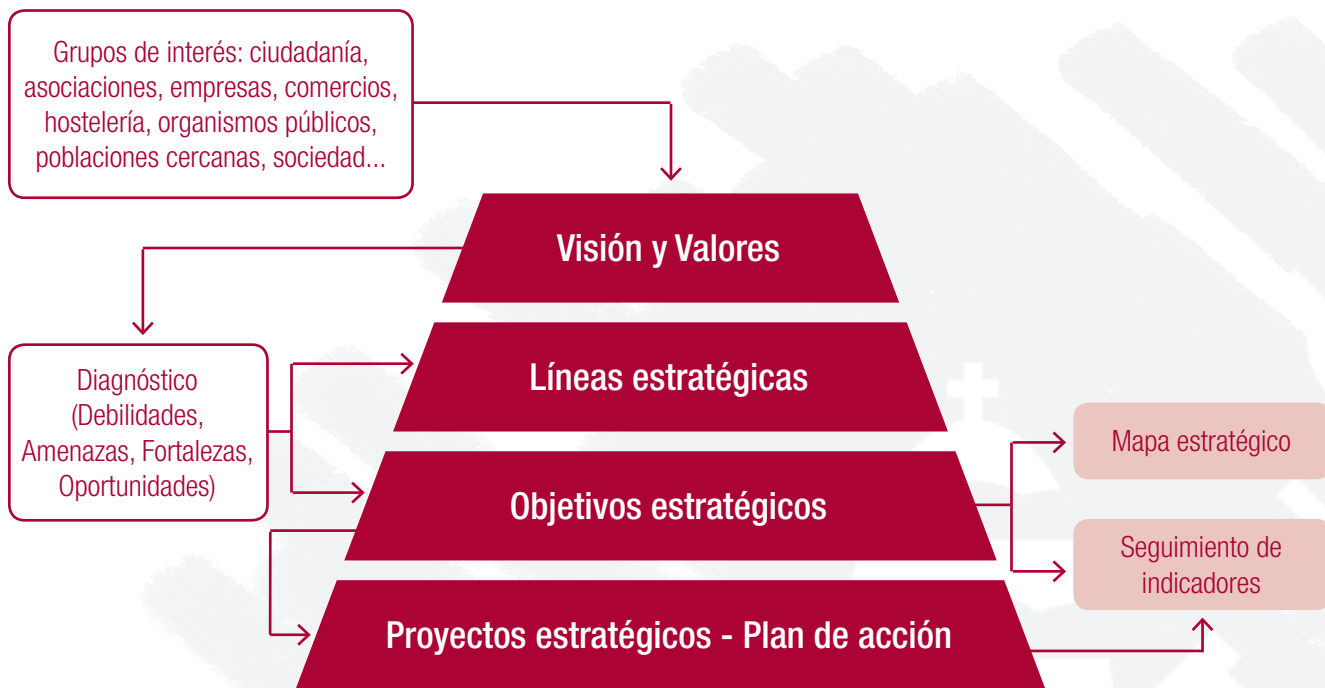 Grupos de interés: ciudadanía,
asociaciones, empresas, comercios,
hostelería, organismos públicos,
poblaciones cercanas, sociedad...
Visión y Valores
Líneas estratégicas
Diagnóstico
(Debilidades,
Amenazas, Fortalezas,
Oportunidades)
Mapa estratégico
Objetivos estratégicos
Seguimiento de
indicadores
Proyectos estratégicos - Plan de acción